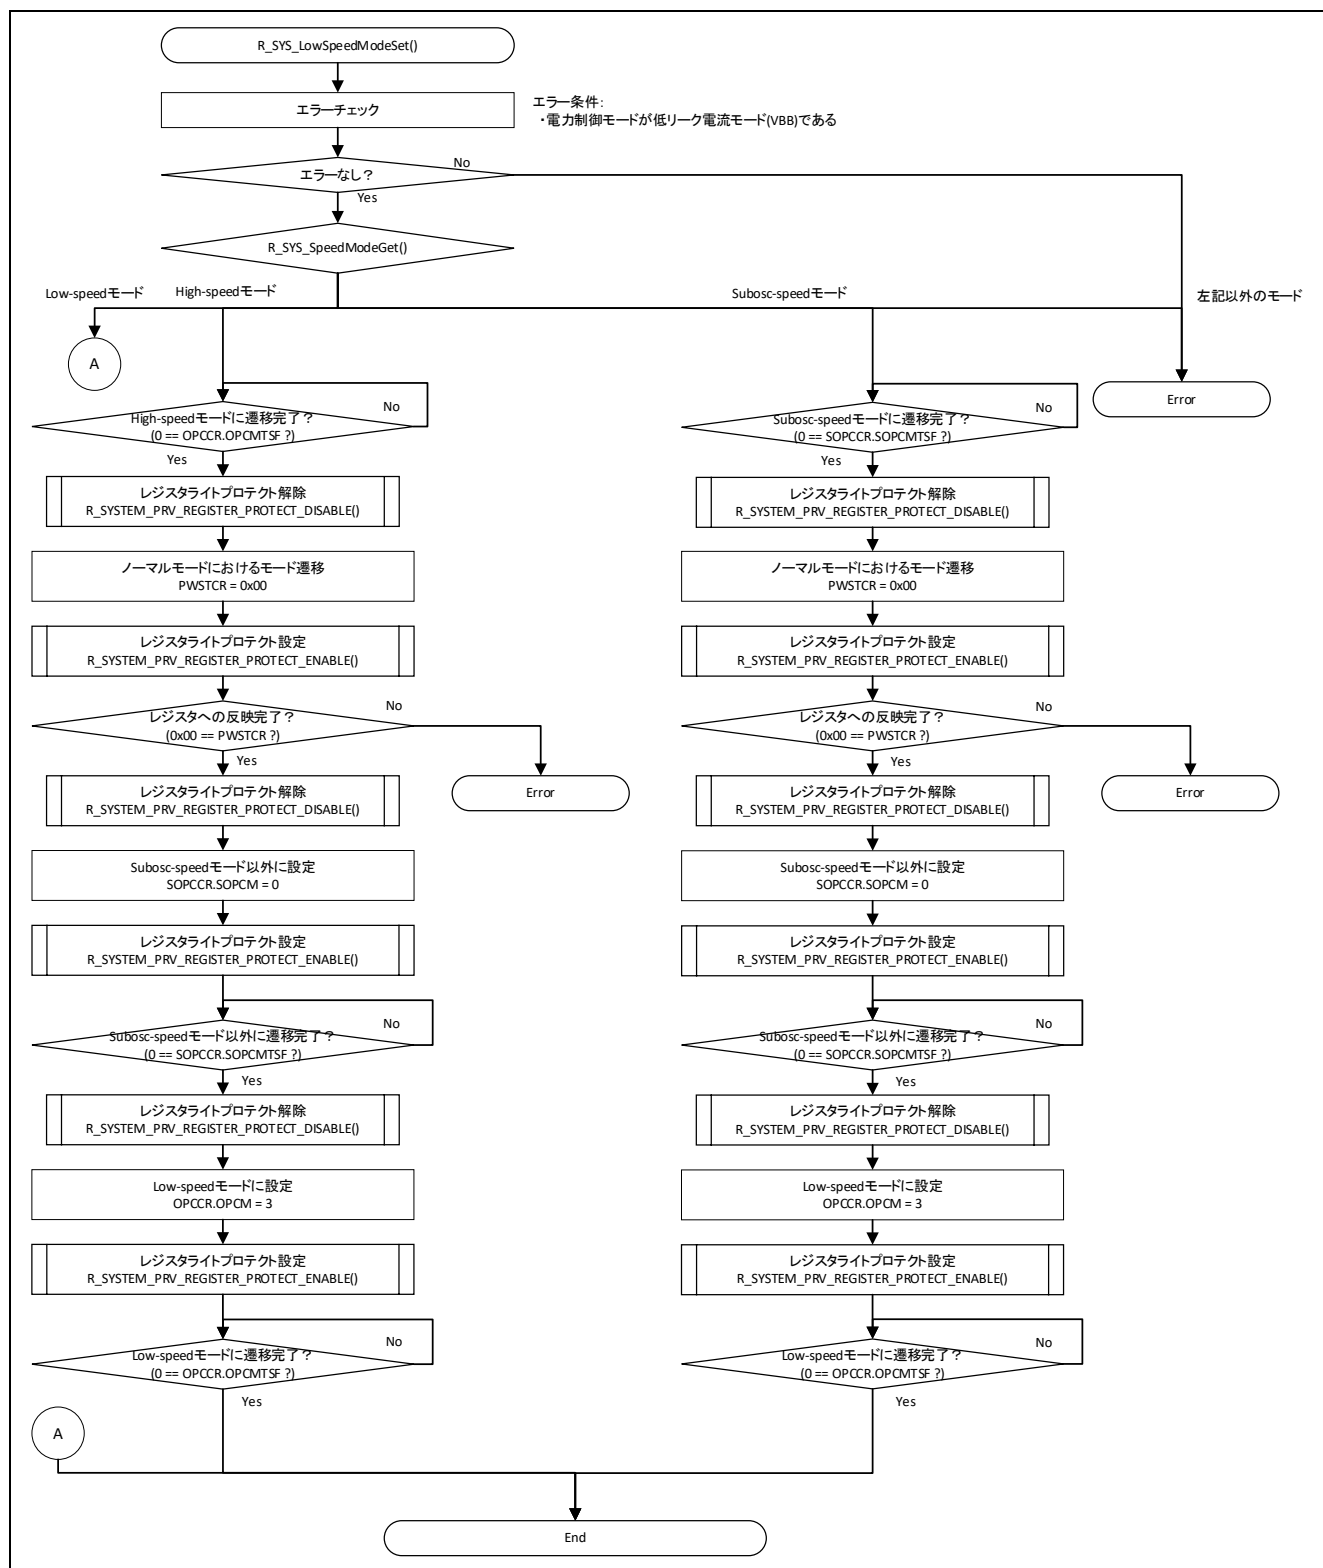 R_SYS_LowSpeedModeSet()
エラーチェック
エラー条件:
・電力制御モードが低リーク電流モード(VBB)である
エラーなし？
No
Yes
R_SYS_SpeedModeGet()
Low-speedモード
High-speedモード
Subosc-speedモード
左記以外のモード
A
Error
High-speedモードに遷移完了？
(0 == OPCCR.OPCMTSF ?)
No
Yes
レジスタライトプロテクト解除
R_SYSTEM_PRV_REGISTER_PROTECT_DISABLE()
ノーマルモードにおけるモード遷移
PWSTCR = 0x00
レジスタライトプロテクト設定
R_SYSTEM_PRV_REGISTER_PROTECT_ENABLE()
レジスタへの反映完了？
(0x00 == PWSTCR ?)
No
Yes
Error
レジスタライトプロテクト解除
R_SYSTEM_PRV_REGISTER_PROTECT_DISABLE()
Subosc-speedモード以外に設定
SOPCCR.SOPCM = 0
レジスタライトプロテクト設定
R_SYSTEM_PRV_REGISTER_PROTECT_ENABLE()
Subosc-speedモード以外に遷移完了？
(0 == SOPCCR.SOPCMTSF ?)
No
Yes
レジスタライトプロテクト解除
R_SYSTEM_PRV_REGISTER_PROTECT_DISABLE()
Low-speedモードに設定
OPCCR.OPCM = 3
レジスタライトプロテクト設定
R_SYSTEM_PRV_REGISTER_PROTECT_ENABLE()
Low-speedモードに遷移完了？
(0 == OPCCR.OPCMTSF ?)
No
Yes
Subosc-speedモードに遷移完了？
(0 == SOPCCR.SOPCMTSF ?)
No
Yes
レジスタライトプロテクト解除
R_SYSTEM_PRV_REGISTER_PROTECT_DISABLE()
ノーマルモードにおけるモード遷移
PWSTCR = 0x00
レジスタライトプロテクト設定
R_SYSTEM_PRV_REGISTER_PROTECT_ENABLE()
レジスタへの反映完了？
(0x00 == PWSTCR ?)
No
Yes
Error
レジスタライトプロテクト解除
R_SYSTEM_PRV_REGISTER_PROTECT_DISABLE()
Subosc-speedモード以外に設定
SOPCCR.SOPCM = 0
レジスタライトプロテクト設定
R_SYSTEM_PRV_REGISTER_PROTECT_ENABLE()
Subosc-speedモード以外に遷移完了？
(0 == SOPCCR.SOPCMTSF ?)
No
Yes
レジスタライトプロテクト解除
R_SYSTEM_PRV_REGISTER_PROTECT_DISABLE()
Low-speedモードに設定
OPCCR.OPCM = 3
レジスタライトプロテクト設定
R_SYSTEM_PRV_REGISTER_PROTECT_ENABLE()
Low-speedモードに遷移完了？
(0 == OPCCR.OPCMTSF ?)
No
Yes
A
End